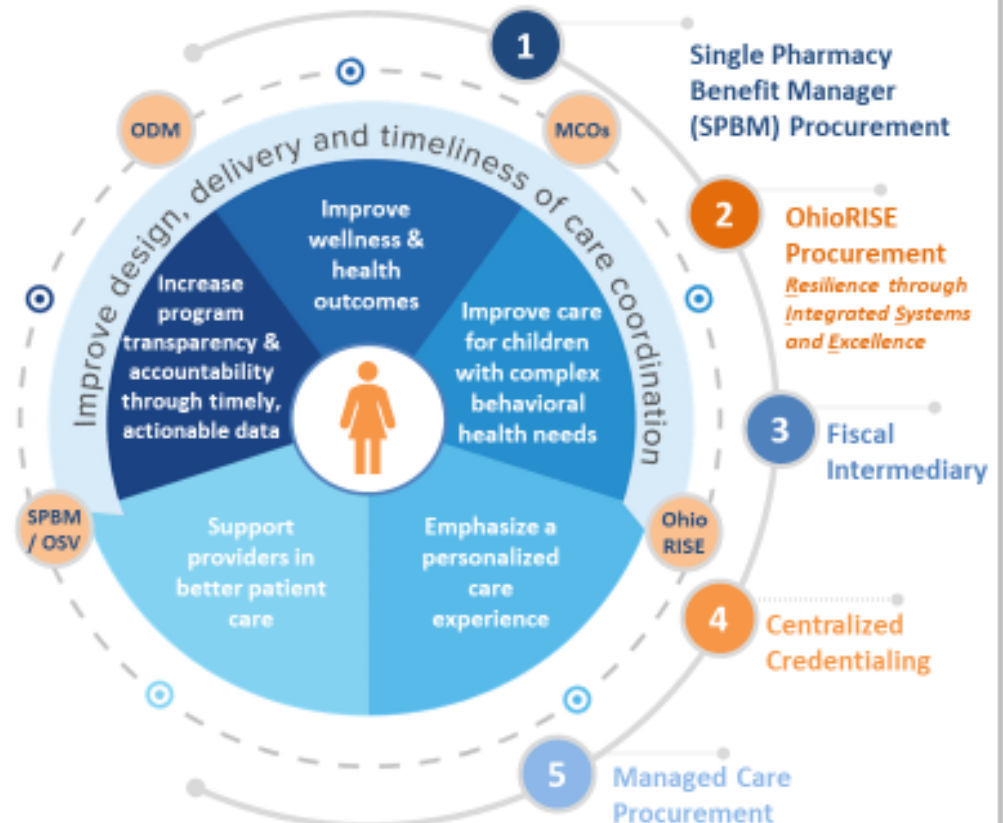 1
Single Pharmacy
Benefit Manager
(SPBM) Procurement
2
OhioRISE
Procurement
Resilience through
Integrated Systems
and Excellence
3
Fiscal
Intermediary
4
Centralized
Credentialing
5
Managed Care
Procurement
ODM
MCOs
SPBM
/ OSV
Ohio
RISE
Improve design, delivery and timeliness of care coordination
Improve
wellness &
health
outcomes
Increase
program
transparency &
accountability
through timely,
actionable data
Improve care
for children
with complex
behavioral
health needs
Support
providers in
better patient
care
Emphasize a
personalized
care
experience